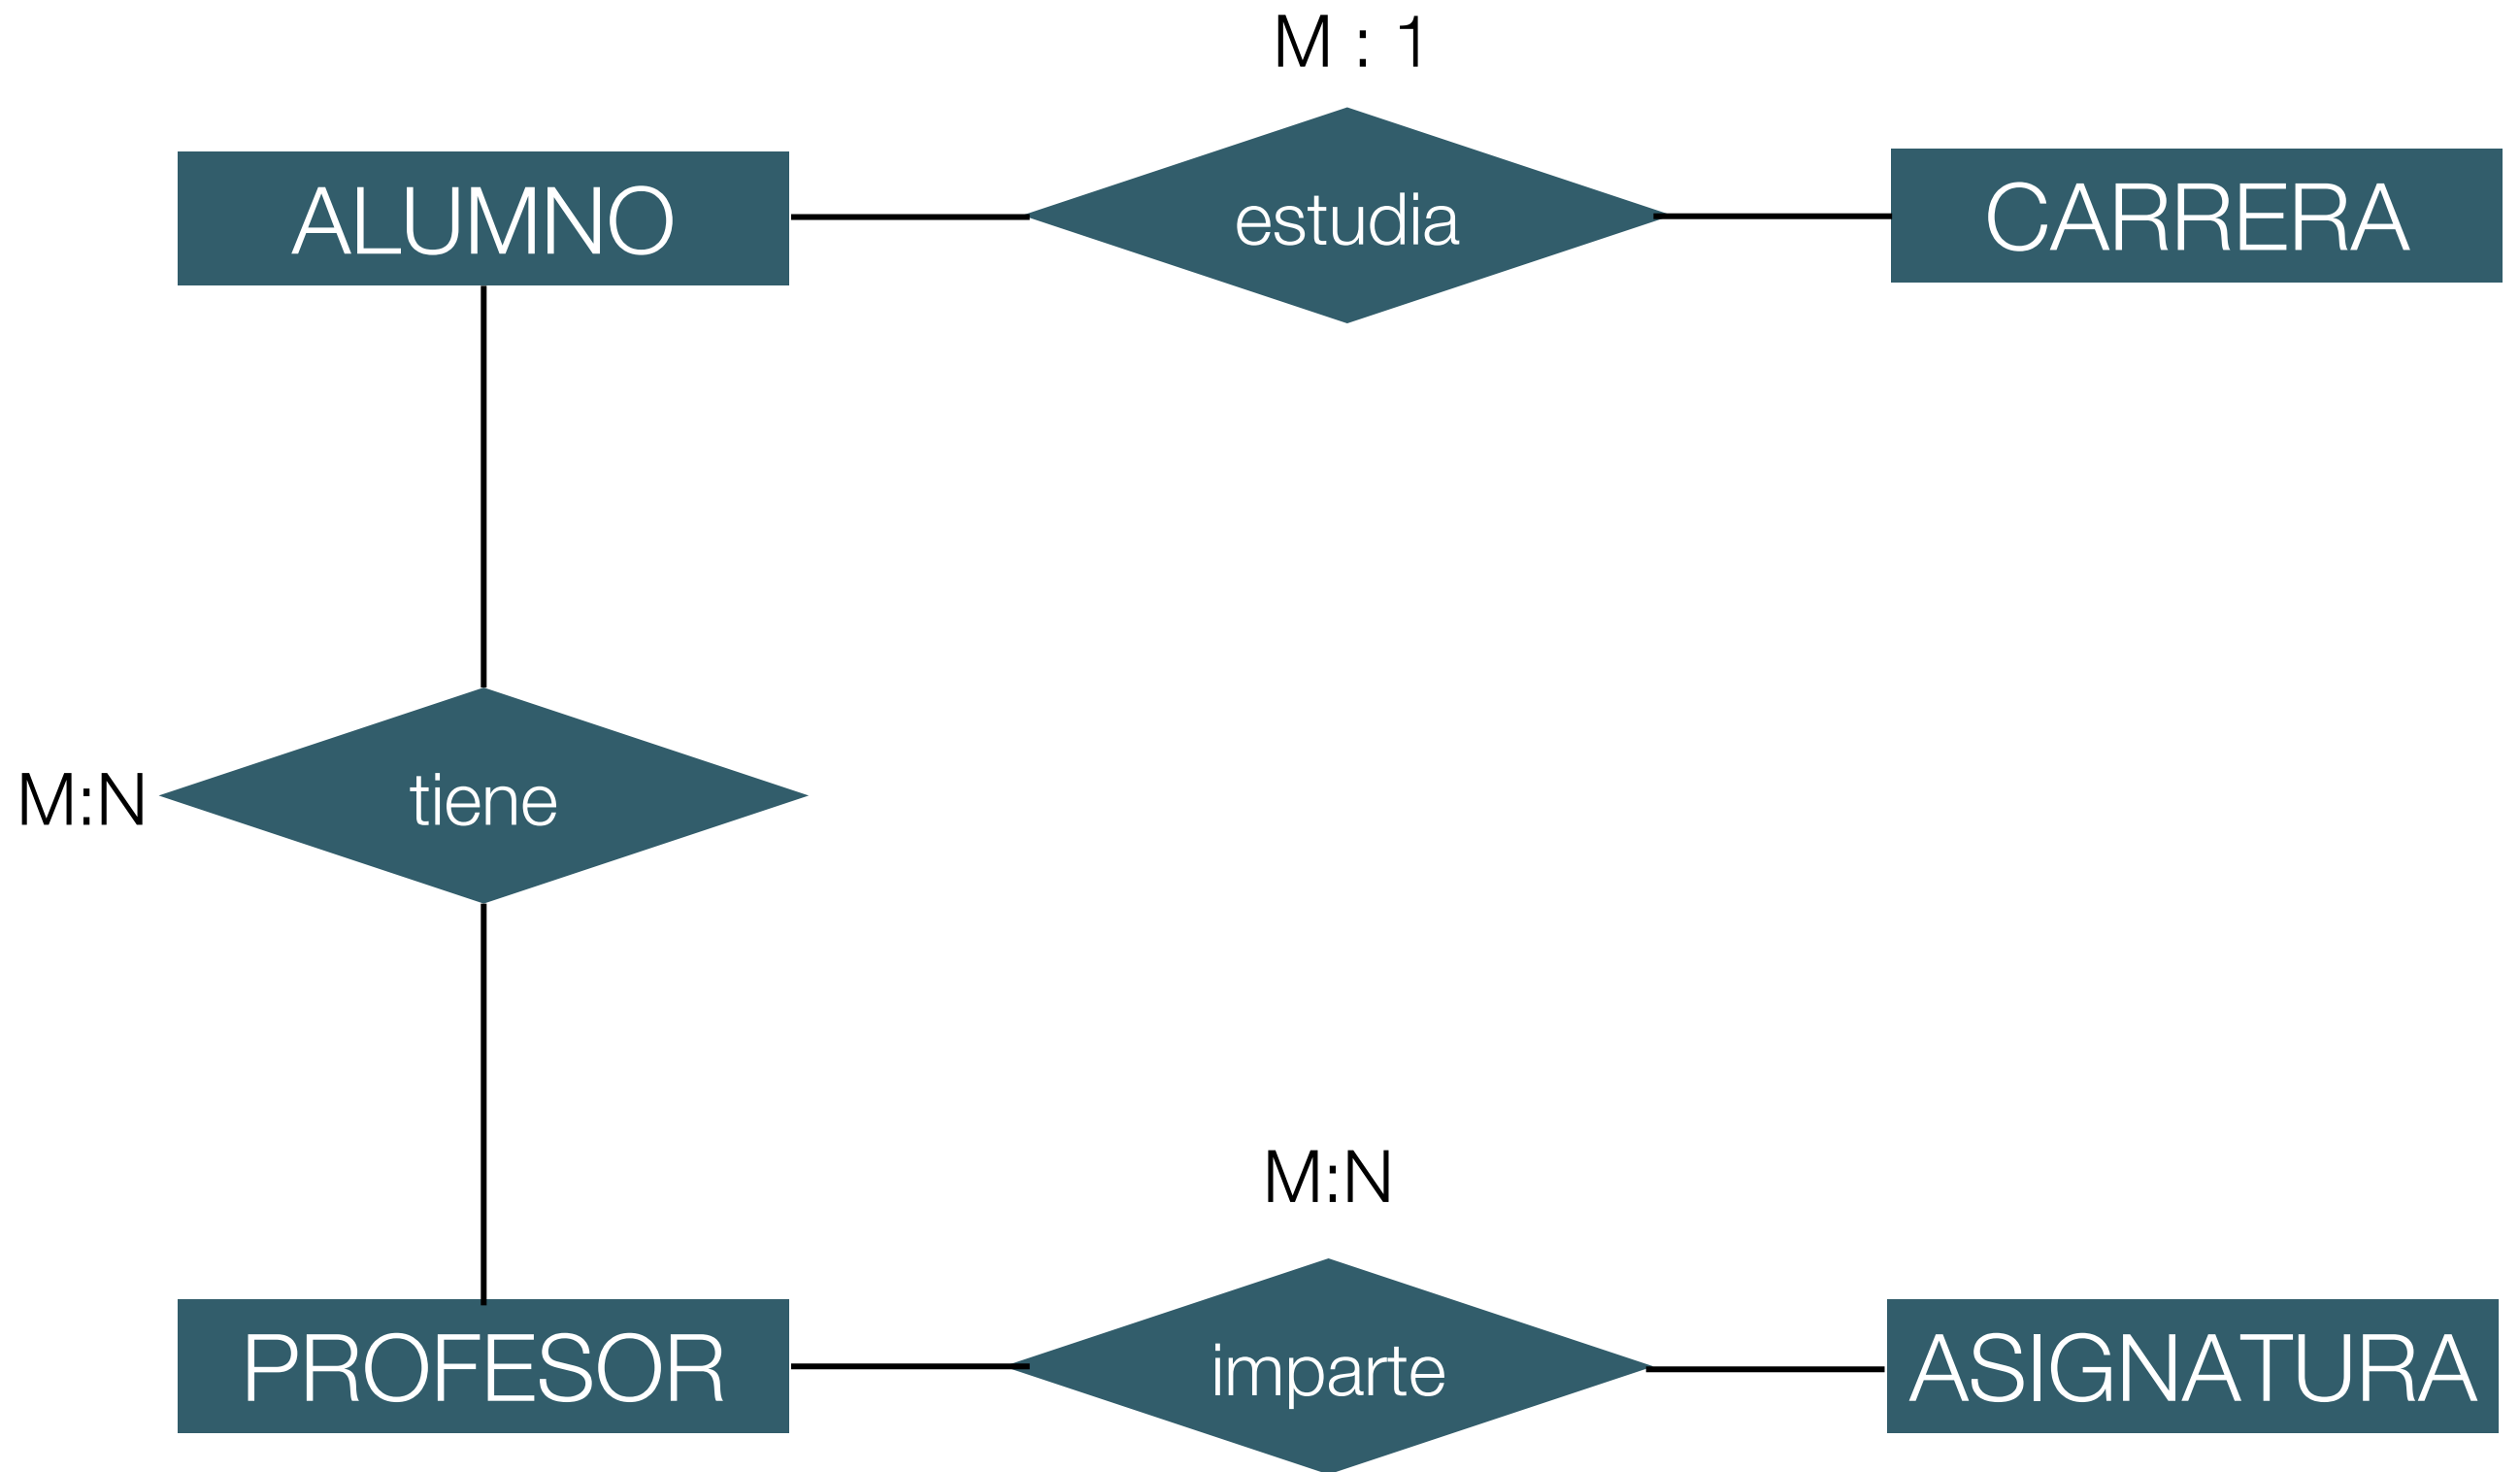 M : 1
ALUMNO
estudia
CARRERA
M:N
tiene
M:N
PROFESOR
imparte
ASIGNATURA